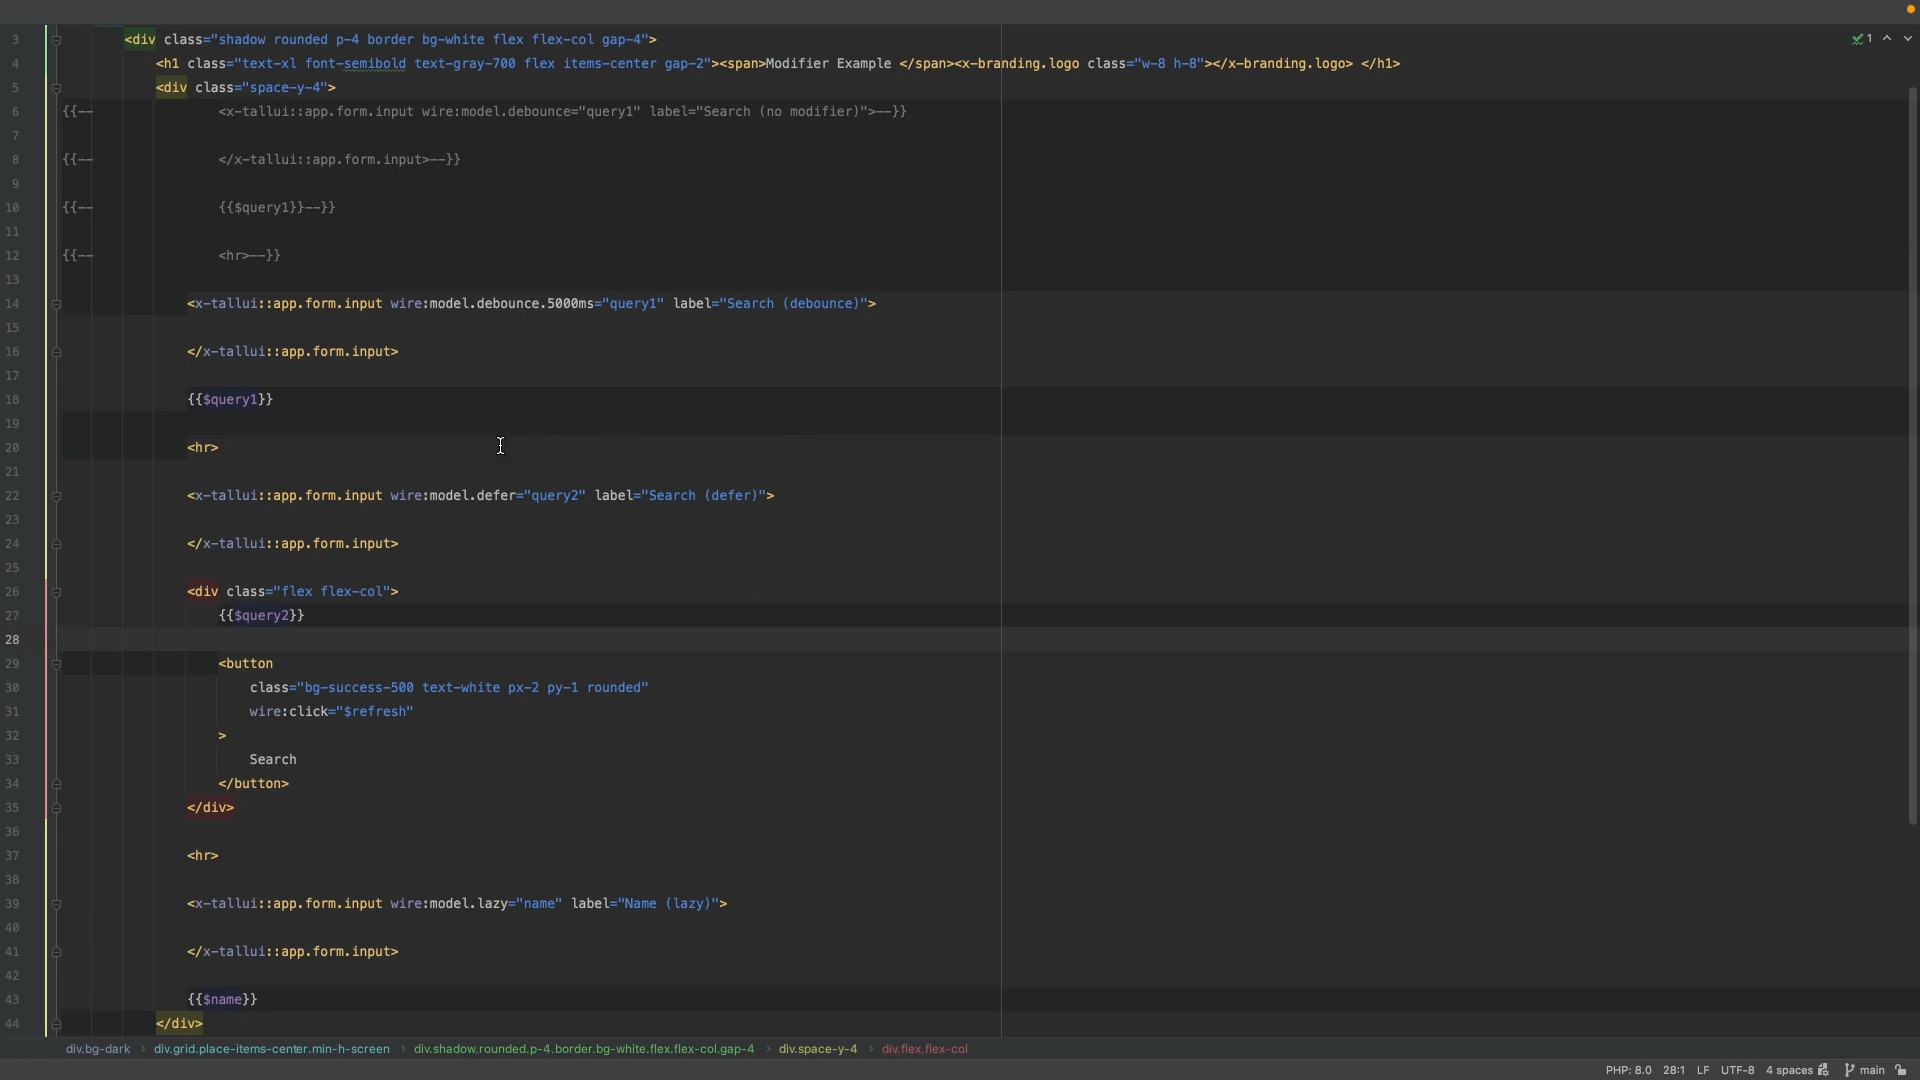 3 <div class="shadow rounded p-4 border bg-white flex flex-col gap-4">
✓1
4 <h1 class="text-xl font-semibold text-gray-700 flex items-center gap-2"><span>Modifier Example </span><x-branding.logo class="w-8 h-8"></x-branding.logo> </h1>
5 <div class="space-y-4">
6 {{-- <x-tallui::app.form.input wire:model.debounce="query1" label="Search (no modifier)">--}}
7
8 {{-- </x-tallui::app.form.input>--}}
9
10 {{-- {{$query1}}--}}
11
12 {{-- <hr>--}}
13
14 <x-tallui::app.form.input wire:model.debounce.5000ms="query1" label="Search (debounce)">
15
16 </x-tallui::app.form.input>
17
18 {{$query1}}
19
20 <hr>
21
22 <x-tallui::app.form.input wire:model.defer="query2" label="Search (defer)">
23
24 </x-tallui::app.form.input>
25
26 <div class="flex flex-col">
27 {{$query2}}
28
29 <button
30 class="bg-success-500 text-white px-2 py-1 rounded"
31 wire:click="$refresh"
32 >
33 Search
34 </button>
35 </div>
36
37 <hr>
38
39 <x-tallui::app.form.input wire:model.lazy="name" label="Name (lazy)">
40
41 </x-tallui::app.form.input>
42
43 {{$name}}
44 </div>
div.bg-dark › div.grid.place-items-center.min-h-screen › div.shadow.rounded.p-4.border.bg-white.flex.flex-col.gap-4 › div.space-y-4 › div.flex.flex-col
PHP: 8.0 28:1 LF UTF-8 4 spaces main